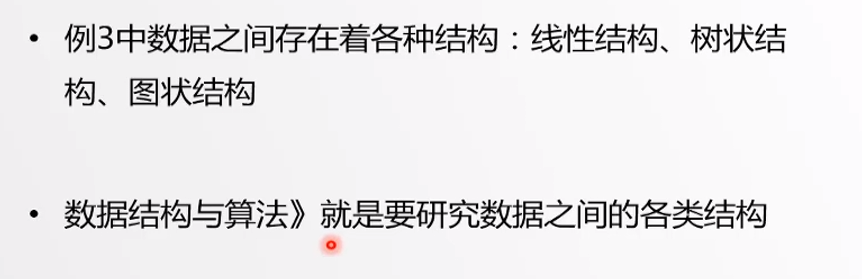 • 例3中数据之间存在着各种结构：线性结构、树状结
构、图状结构
• 数据结构与算法》就是要研究数据之间的各类结构